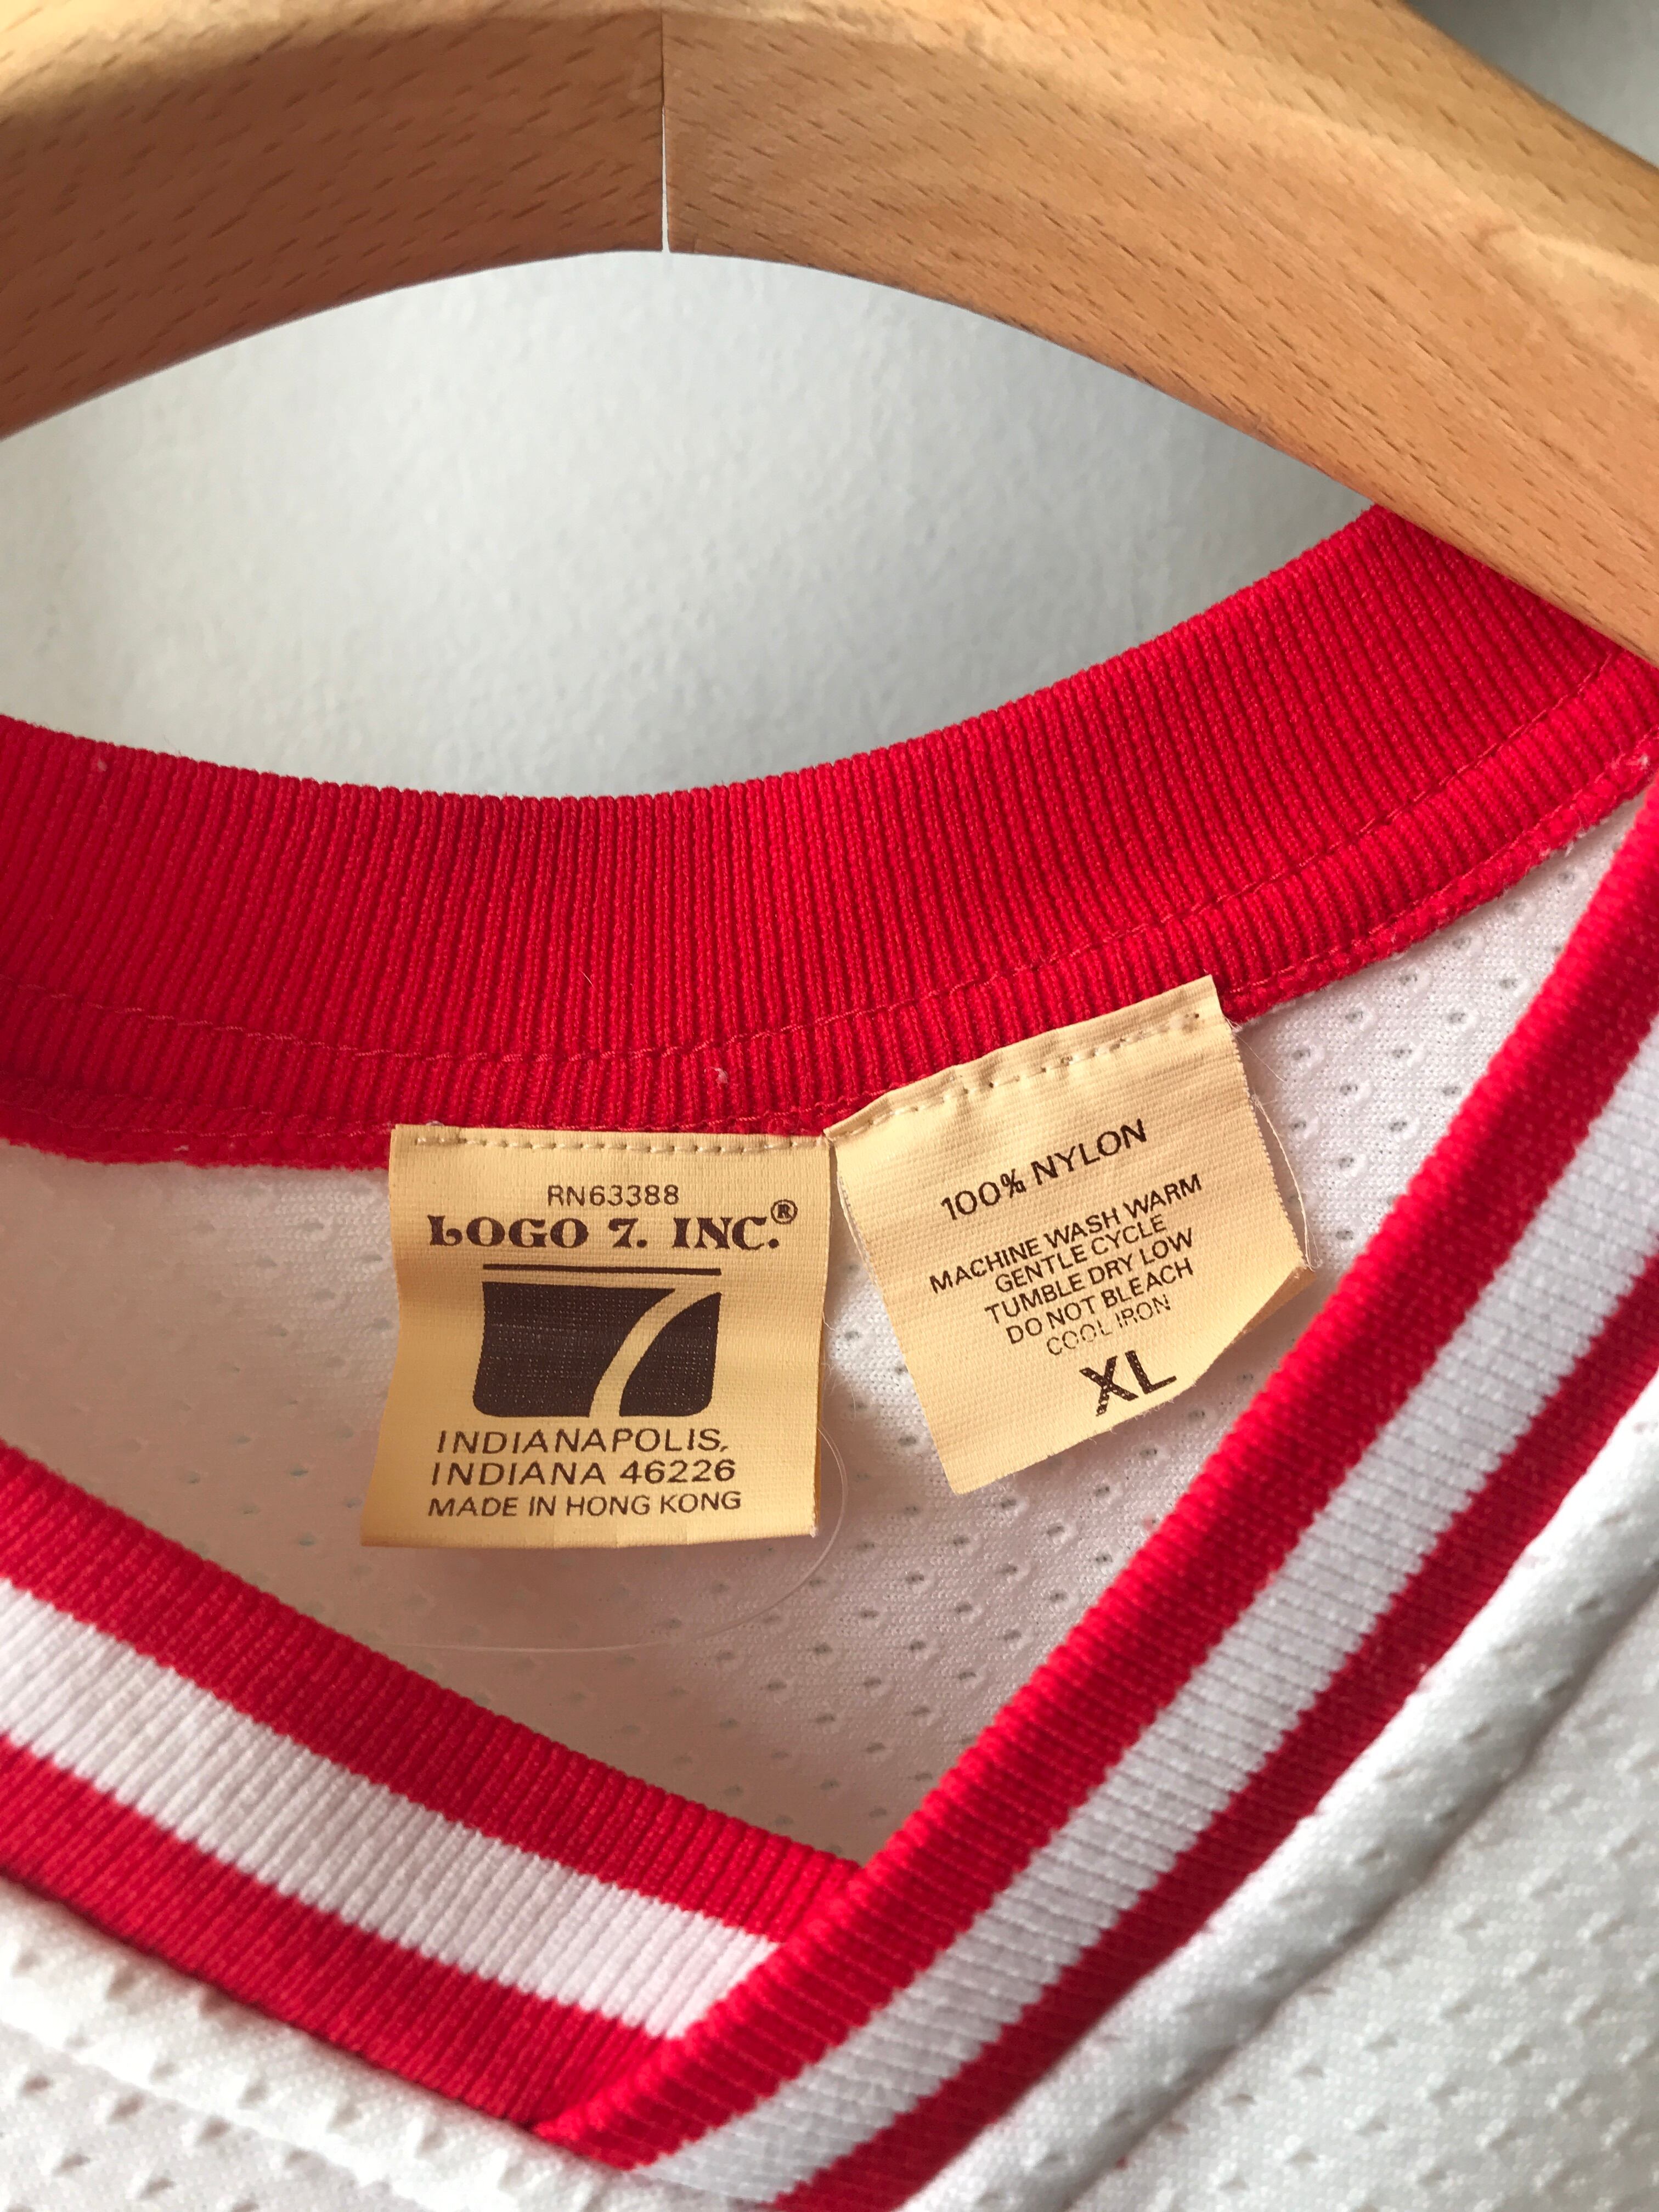 RN63388
LOGO 7. INC.®
7
INDIANAPOLIS,
INDIANA 46226
MADE IN HONG KONG
100% NYLON
MACHINE WASH WARM
GENTLE CYCLE
TUMBLE DRY LOW
DO NOT BLEACH
COOL IRON
XL